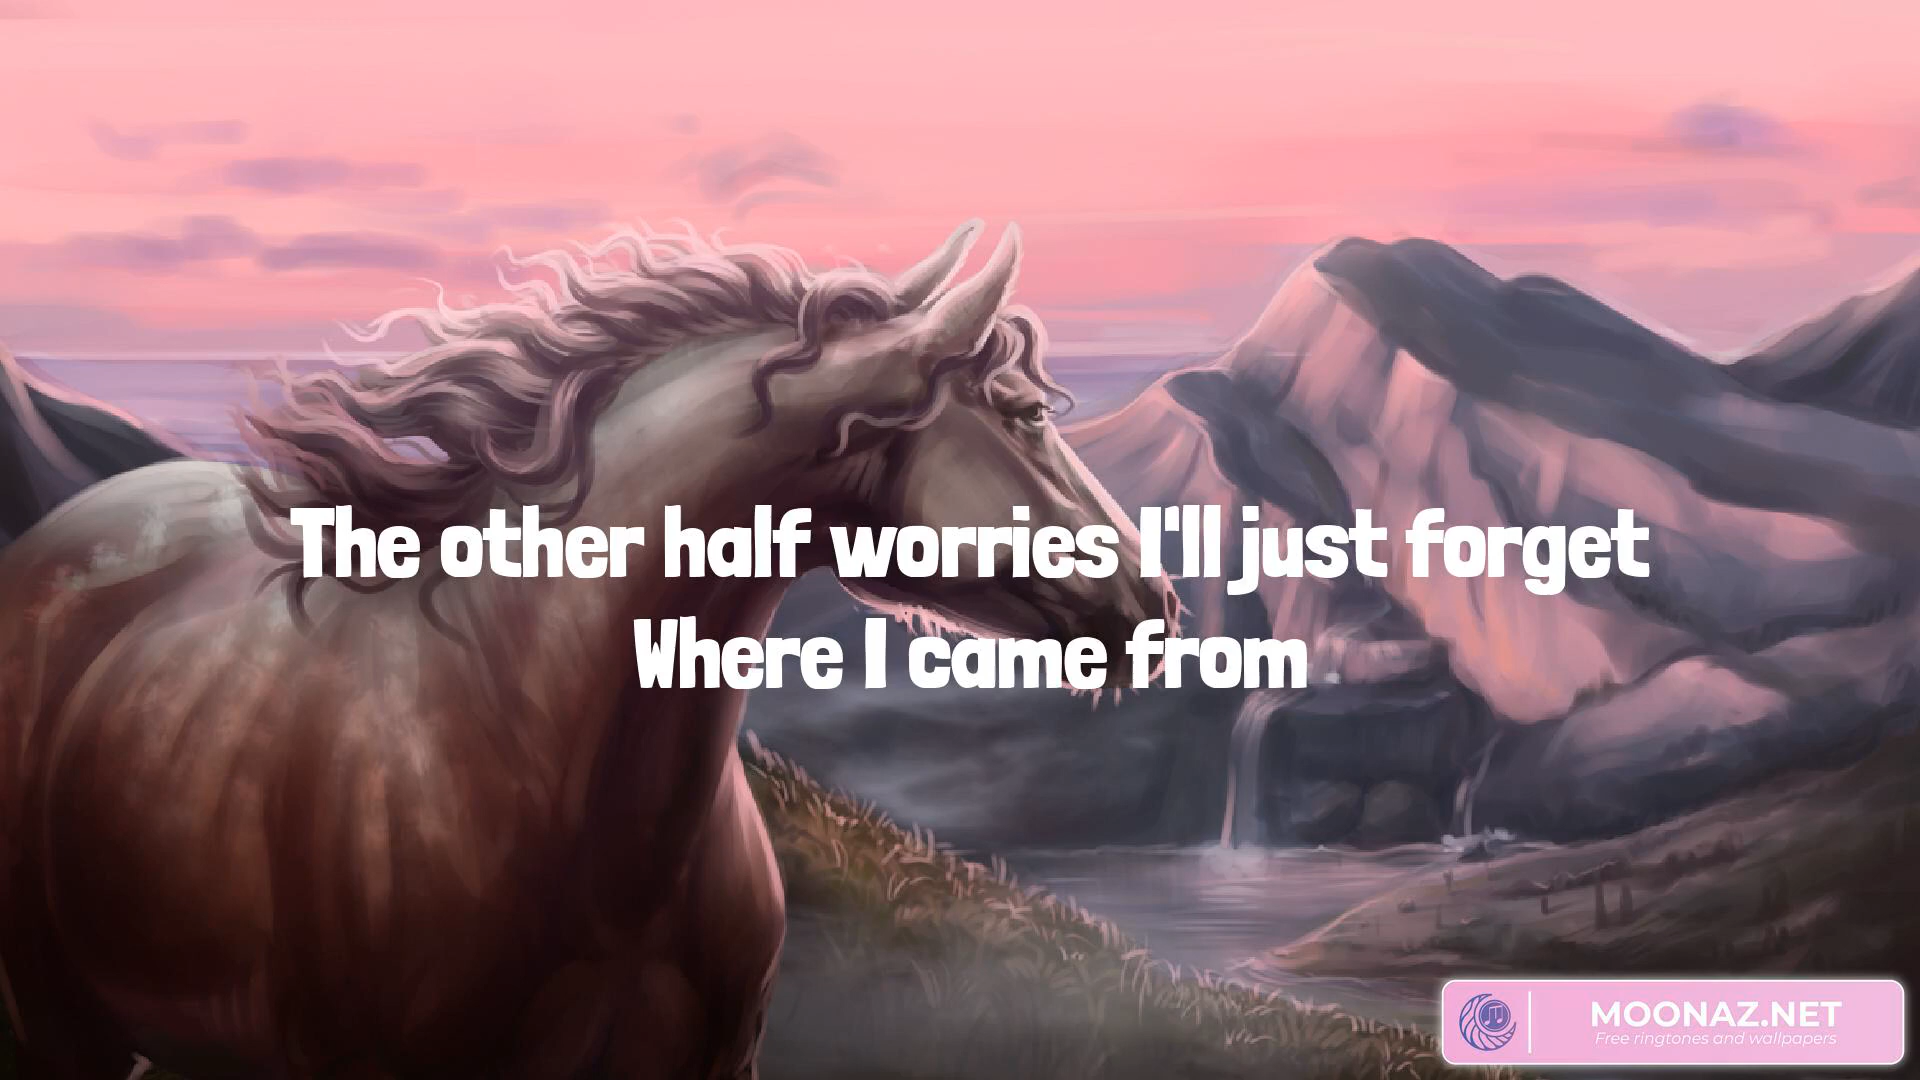 The other half worries I'll just forget
Where I came from
MOONAZ.NET
Free ringtones and wallpapers